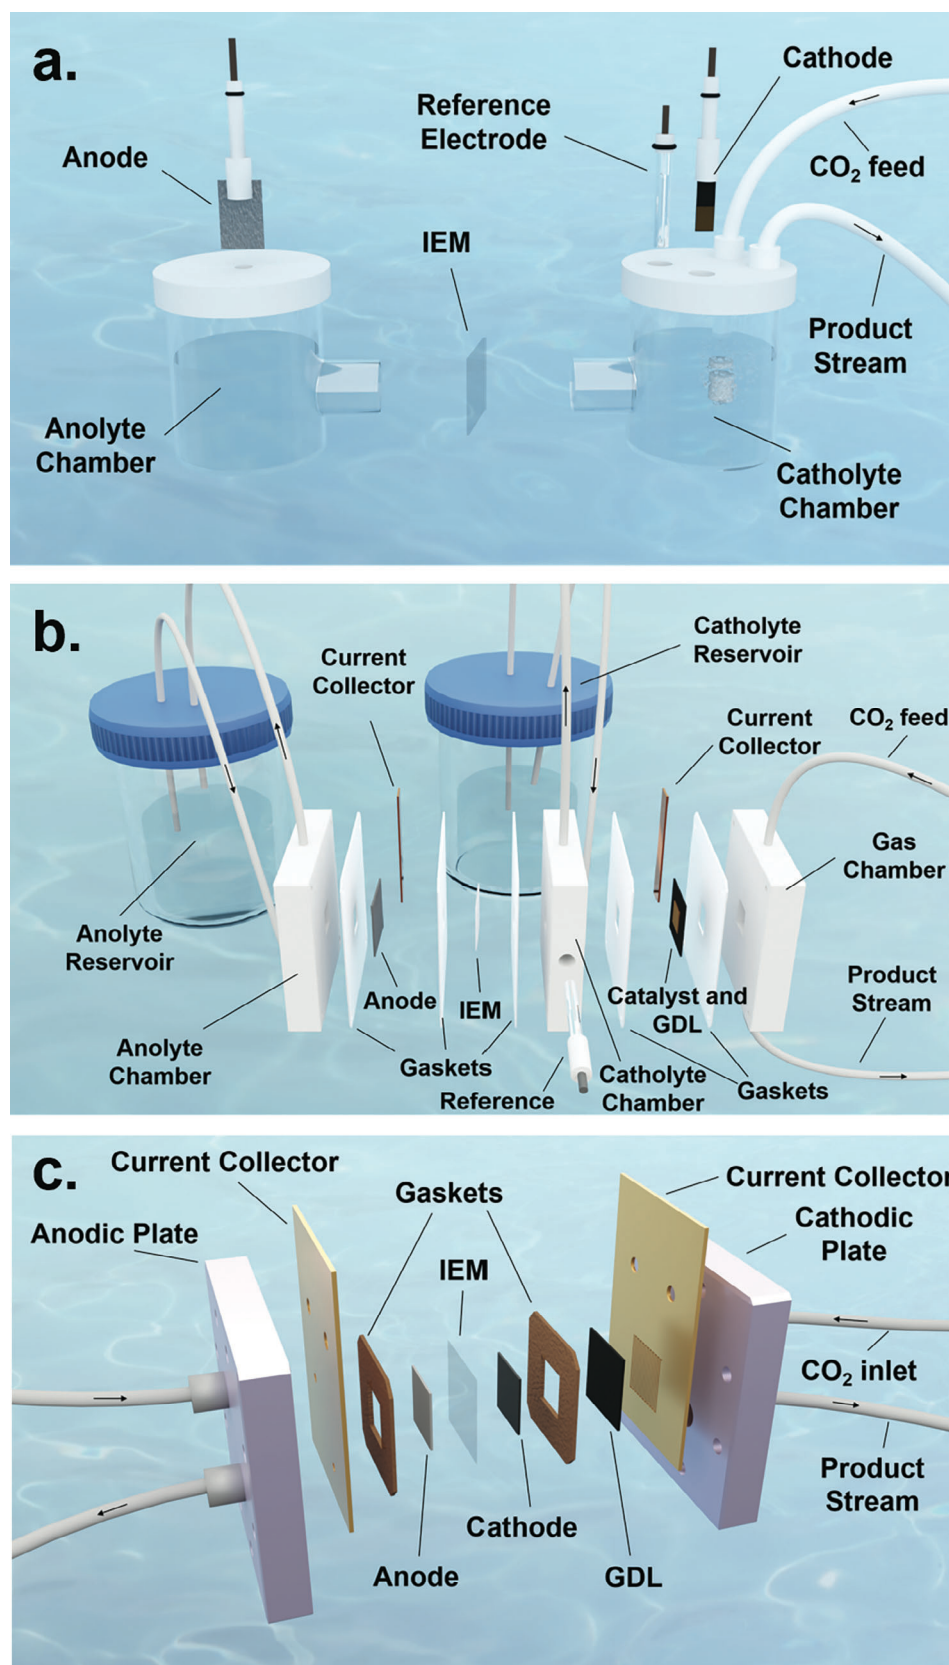 a.
Cathode
Reference
Electrode
Anode
CO₂ feed
IEM
Product
Stream
Anolyte
Chamber
Catholyte
Chamber
b.
Catholyte
Reservoir
Current
Collector
Current
Collector
CO₂ feed
Gas
Chamber
Anolyte
Reservoir
Anode
IEM
Catalyst and
GDL
Product
Stream
Anolyte
Chamber
Gaskets
Reference
Catholyte
Chamber
Gaskets
c.
Current Collector
Gaskets
Current Collector
Anodic Plate
Cathodic
Plate
IEM
CO₂ inlet
Product
Stream
Cathode
Anode
GDL